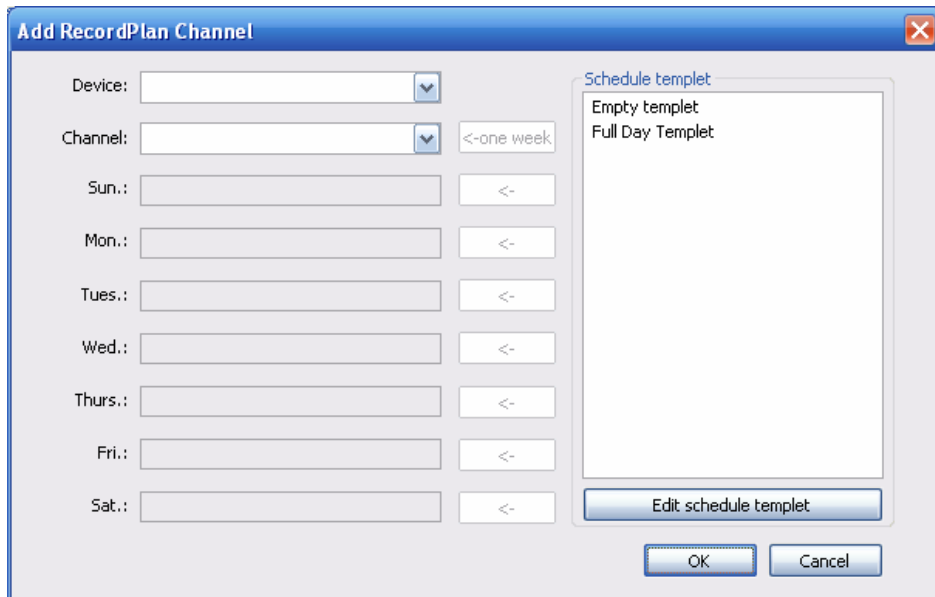 Add RecordPlan Channel
Device:
Channel:
<-one week
Sun.:
<-
Mon.:
<-
Tues.:
<-
Wed.:
<-
Thurs.:
<-
Fri.:
<-
Sat.:
<-
Schedule templet
Empty templet
Full Day Templet
Edit schedule templet
OK
Cancel